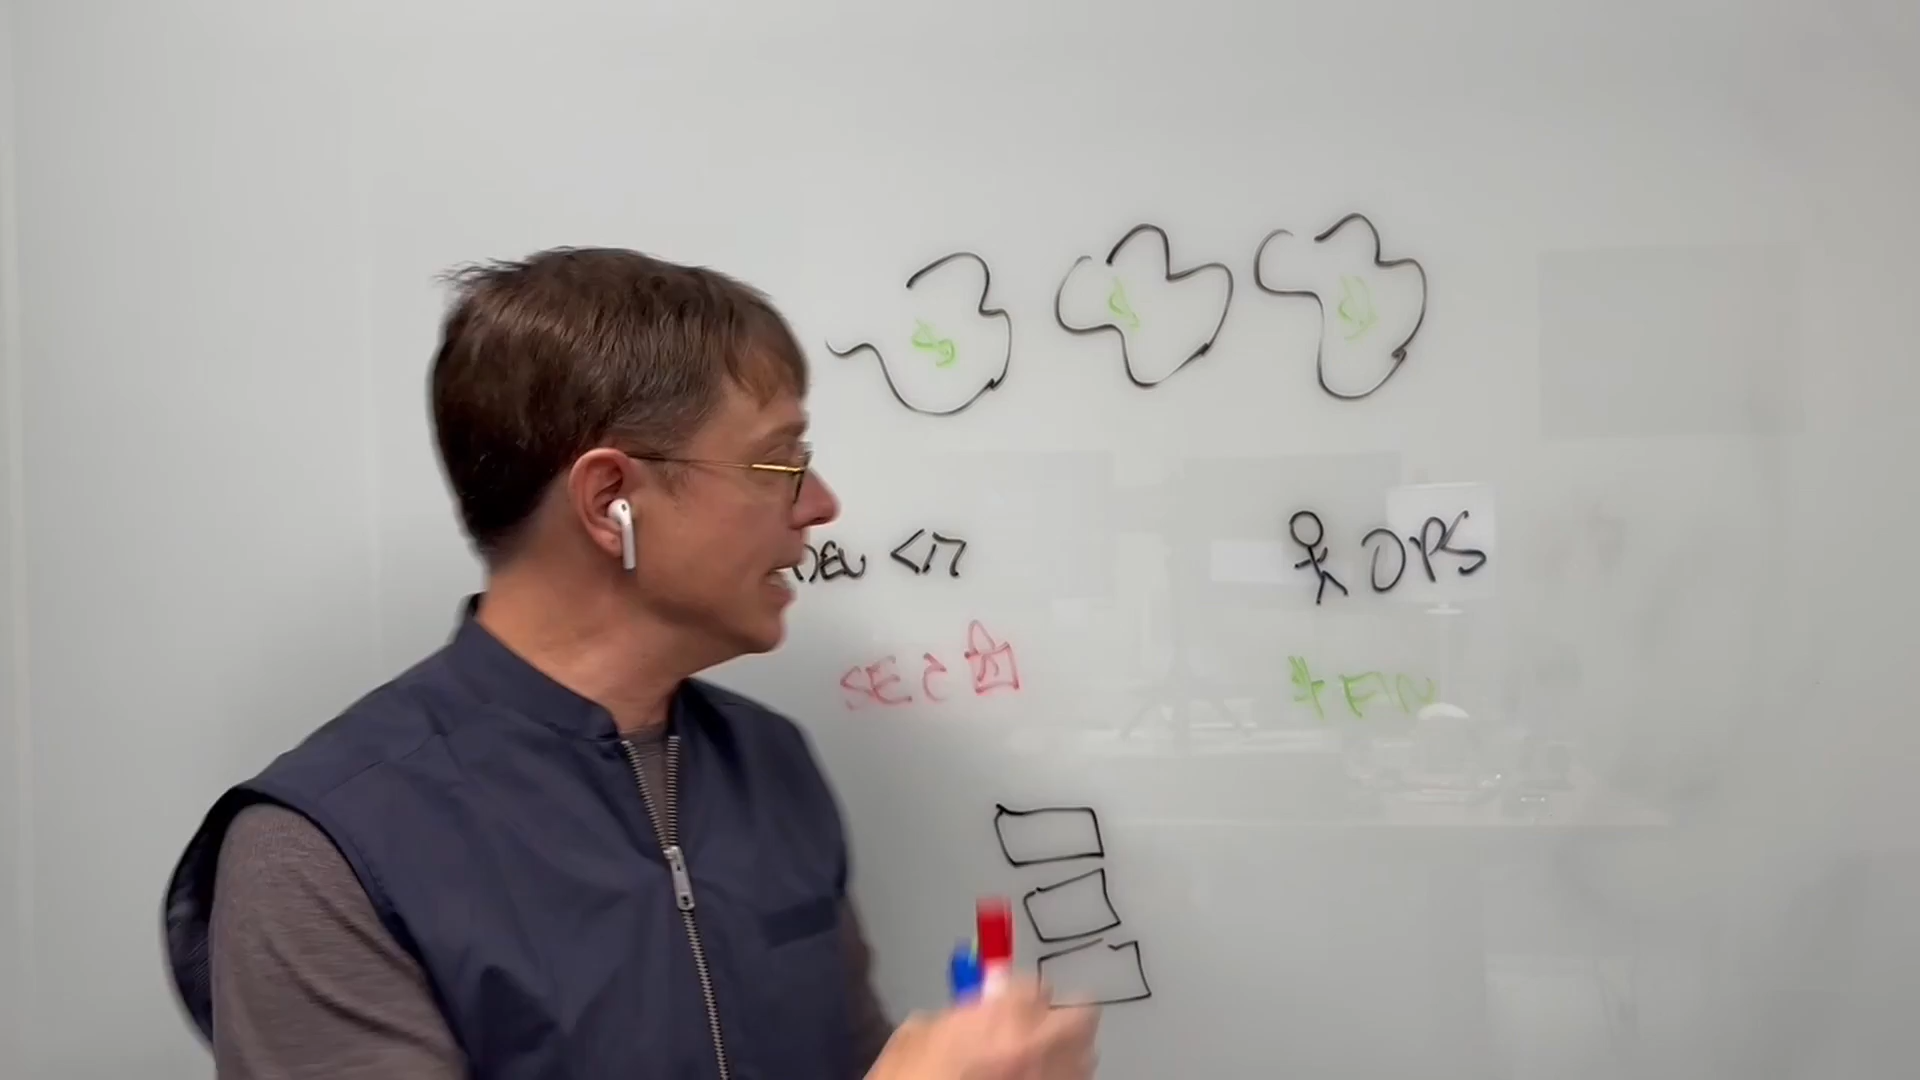 $ $ $
DEV </> OPS
SEC $ FIN